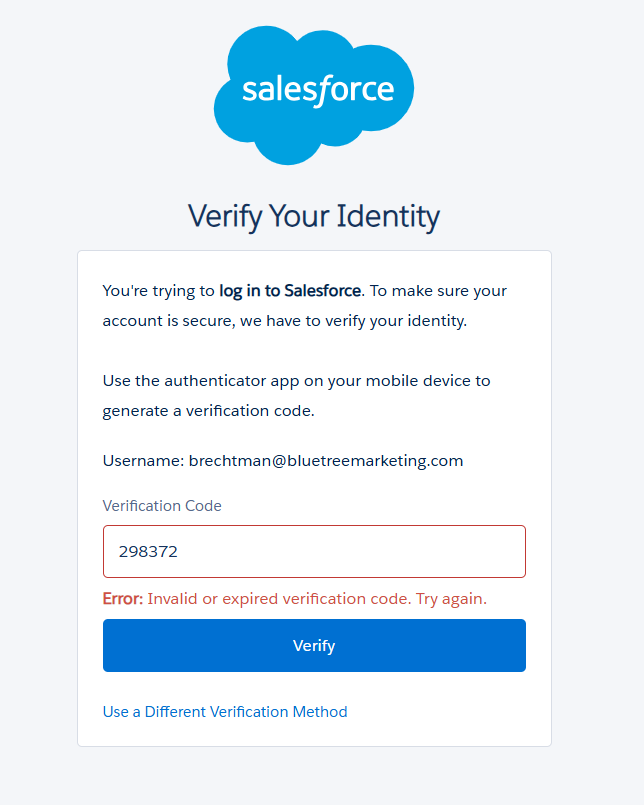 salesforce
Verify Your Identity
You're trying to log in to Salesforce. To make sure your
account is secure, we have to verify your identity.
Use the authenticator app on your mobile device to
generate a verification code.
Username: brechtman@bluetreemarketing.com
Verification Code
298372
Error: Invalid or expired verification code. Try again.
Verify
Use a Different Verification Method